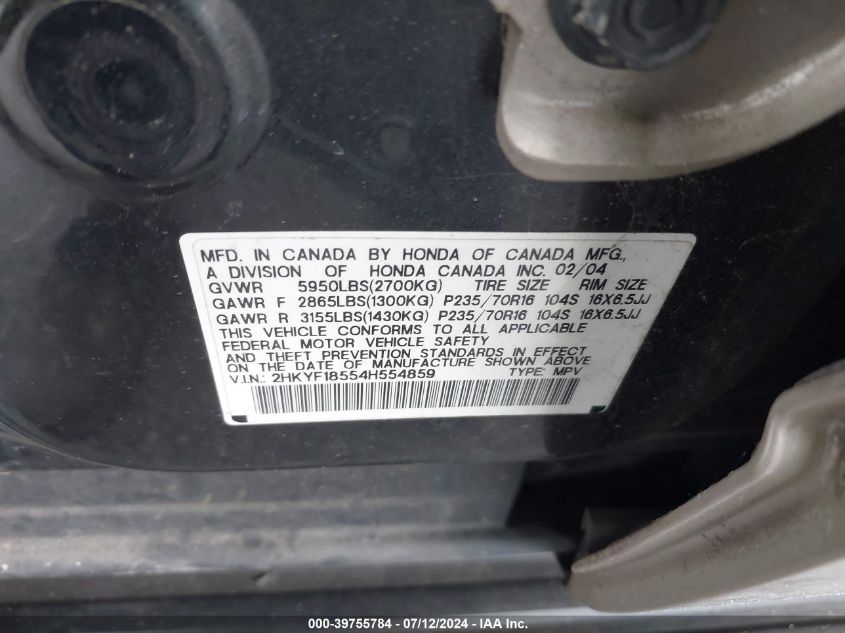 MFD. IN CANADA BY HONDA OF CANADA MFG.,
A DIVISION OF HONDA CANADA INC. 02/04
GVWR 5950LBS(2700KG) TIRE SIZE RIM SIZE
GAWR F 2865LBS(1300KG) P235/70R16 104S 16X6.5JJ
GAWR R 3155LBS(1430KG) P235/70R16 104S 16X6.5JJ
THIS VEHICLE CONFORMS TO ALL APPLICABLE
FEDERAL MOTOR VEHICLE SAFETY
AND THEFT PREVENTION STANDARDS IN EFFECT
ON THE DATE OF MANUFACTURE SHOWN ABOVE.
V.I.N.: 2HKYF18554H554859 TYPE: MPV
000-39755784 - 07/12/2024 - IAA Inc.